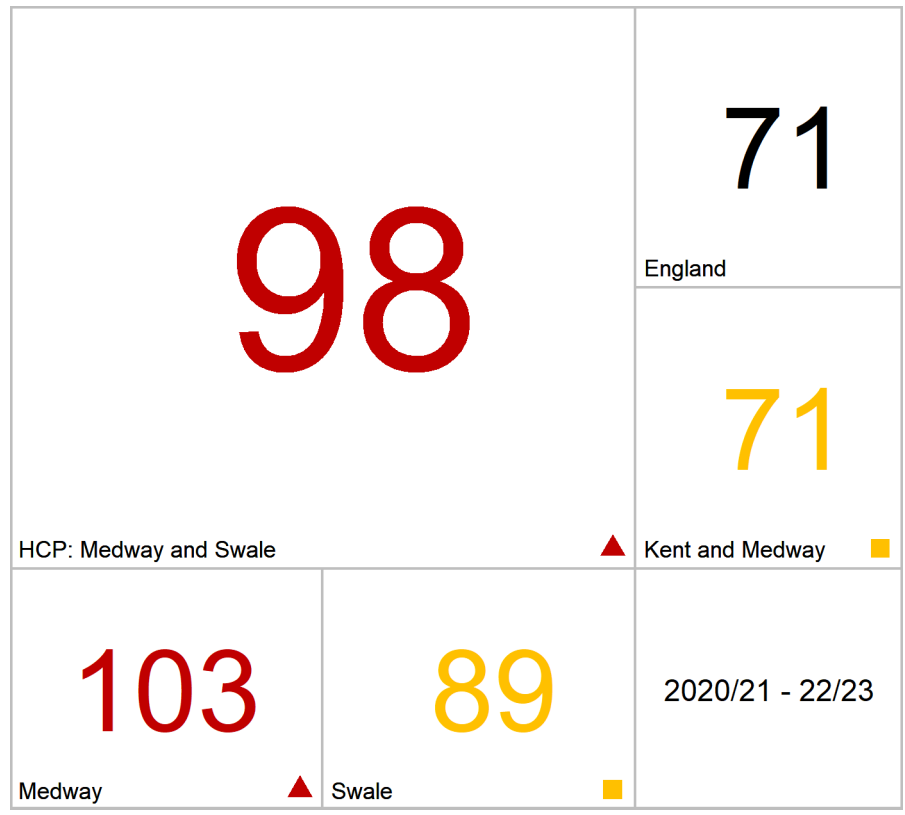 98
HCP: Medway and Swale
71
England
71
Kent and Medway
103
Medway
89
Swale
2020/21 - 22/23